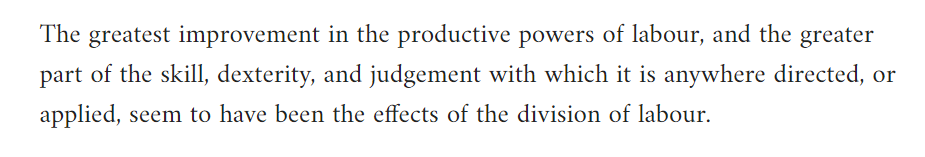 The greatest improvement in the productive powers of labour, and the greater
part of the skill, dexterity, and judgement with which it is anywhere directed, or
applied, seem to have been the effects of the division of labour.